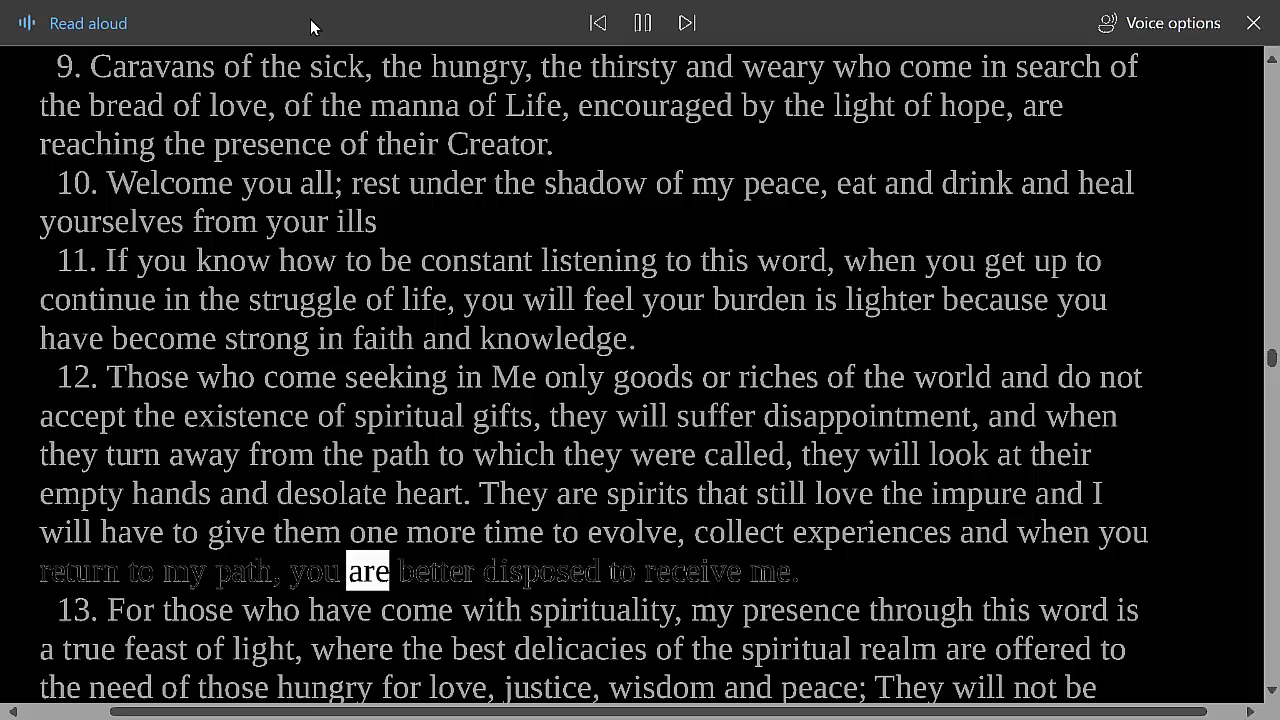 Read aloud
Voice options
9. Caravans of the sick, the hungry, the thirsty and weary who come in search of
the bread of love, of the manna of Life, encouraged by the light of hope, are
reaching the presence of their Creator.
10. Welcome you all; rest under the shadow of my peace, eat and drink and heal
yourselves from your ills
11. If you know how to be constant listening to this word, when you get up to
continue in the struggle of life, you will feel your burden is lighter because you
have become strong in faith and knowledge.
12. Those who come seeking in Me only goods or riches of the world and do not
accept the existence of spiritual gifts, they will suffer disappointment, and when
they turn away from the path to which they were called, they will look at their
empty hands and desolate heart. They are spirits that still love the impure and I
will have to give them one more time to evolve, collect experiences and when you
return to my path, you are better disposed to receive me.
13. For those who have come with spirituality, my presence through this word is
a true feast of light, where the best delicacies of the spiritual realm are offered to
the need of those hungry for love, justice, wisdom and peace; They will not be